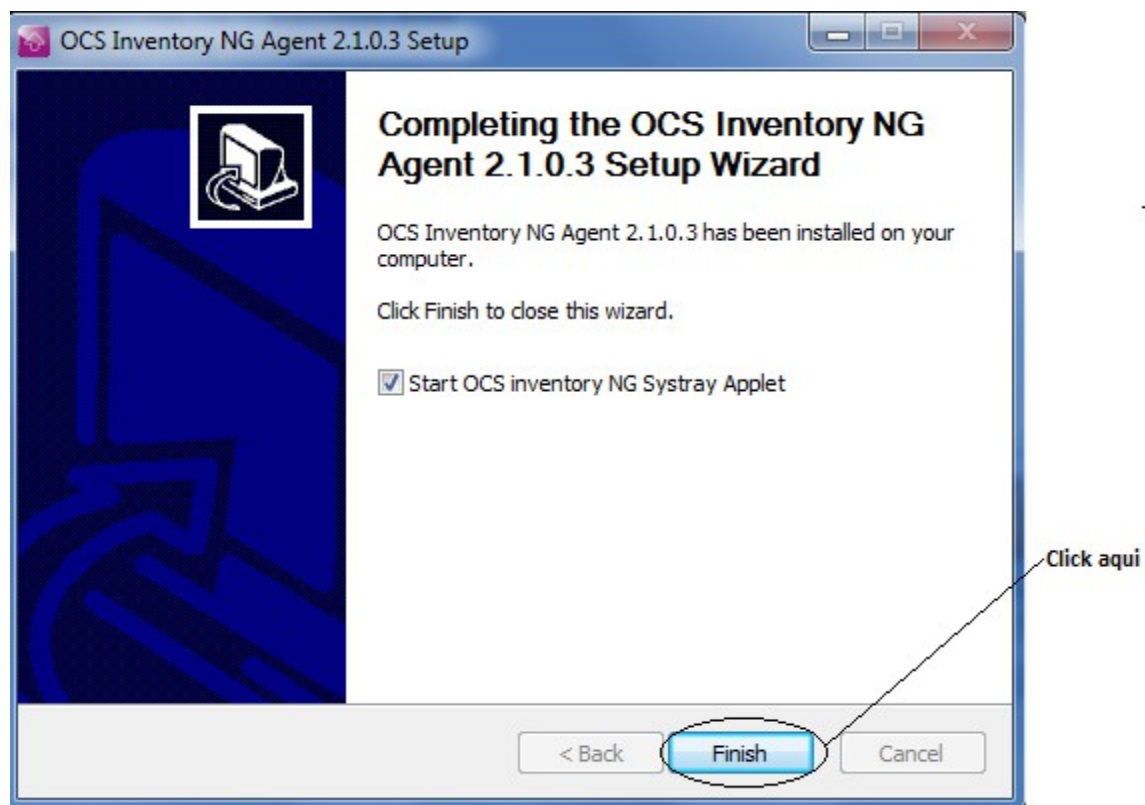 OCS Inventory NG Agent 2.1.0.3 Setup
Completing the OCS Inventory NG
Agent 2.1.0.3 Setup Wizard
OCS Inventory NG Agent 2.1.0.3 has been installed on your
computer.
Click Finish to close this wizard.
Start OCS inventory NG Systray Applet
Click aqui
< Back
Finish
Cancel